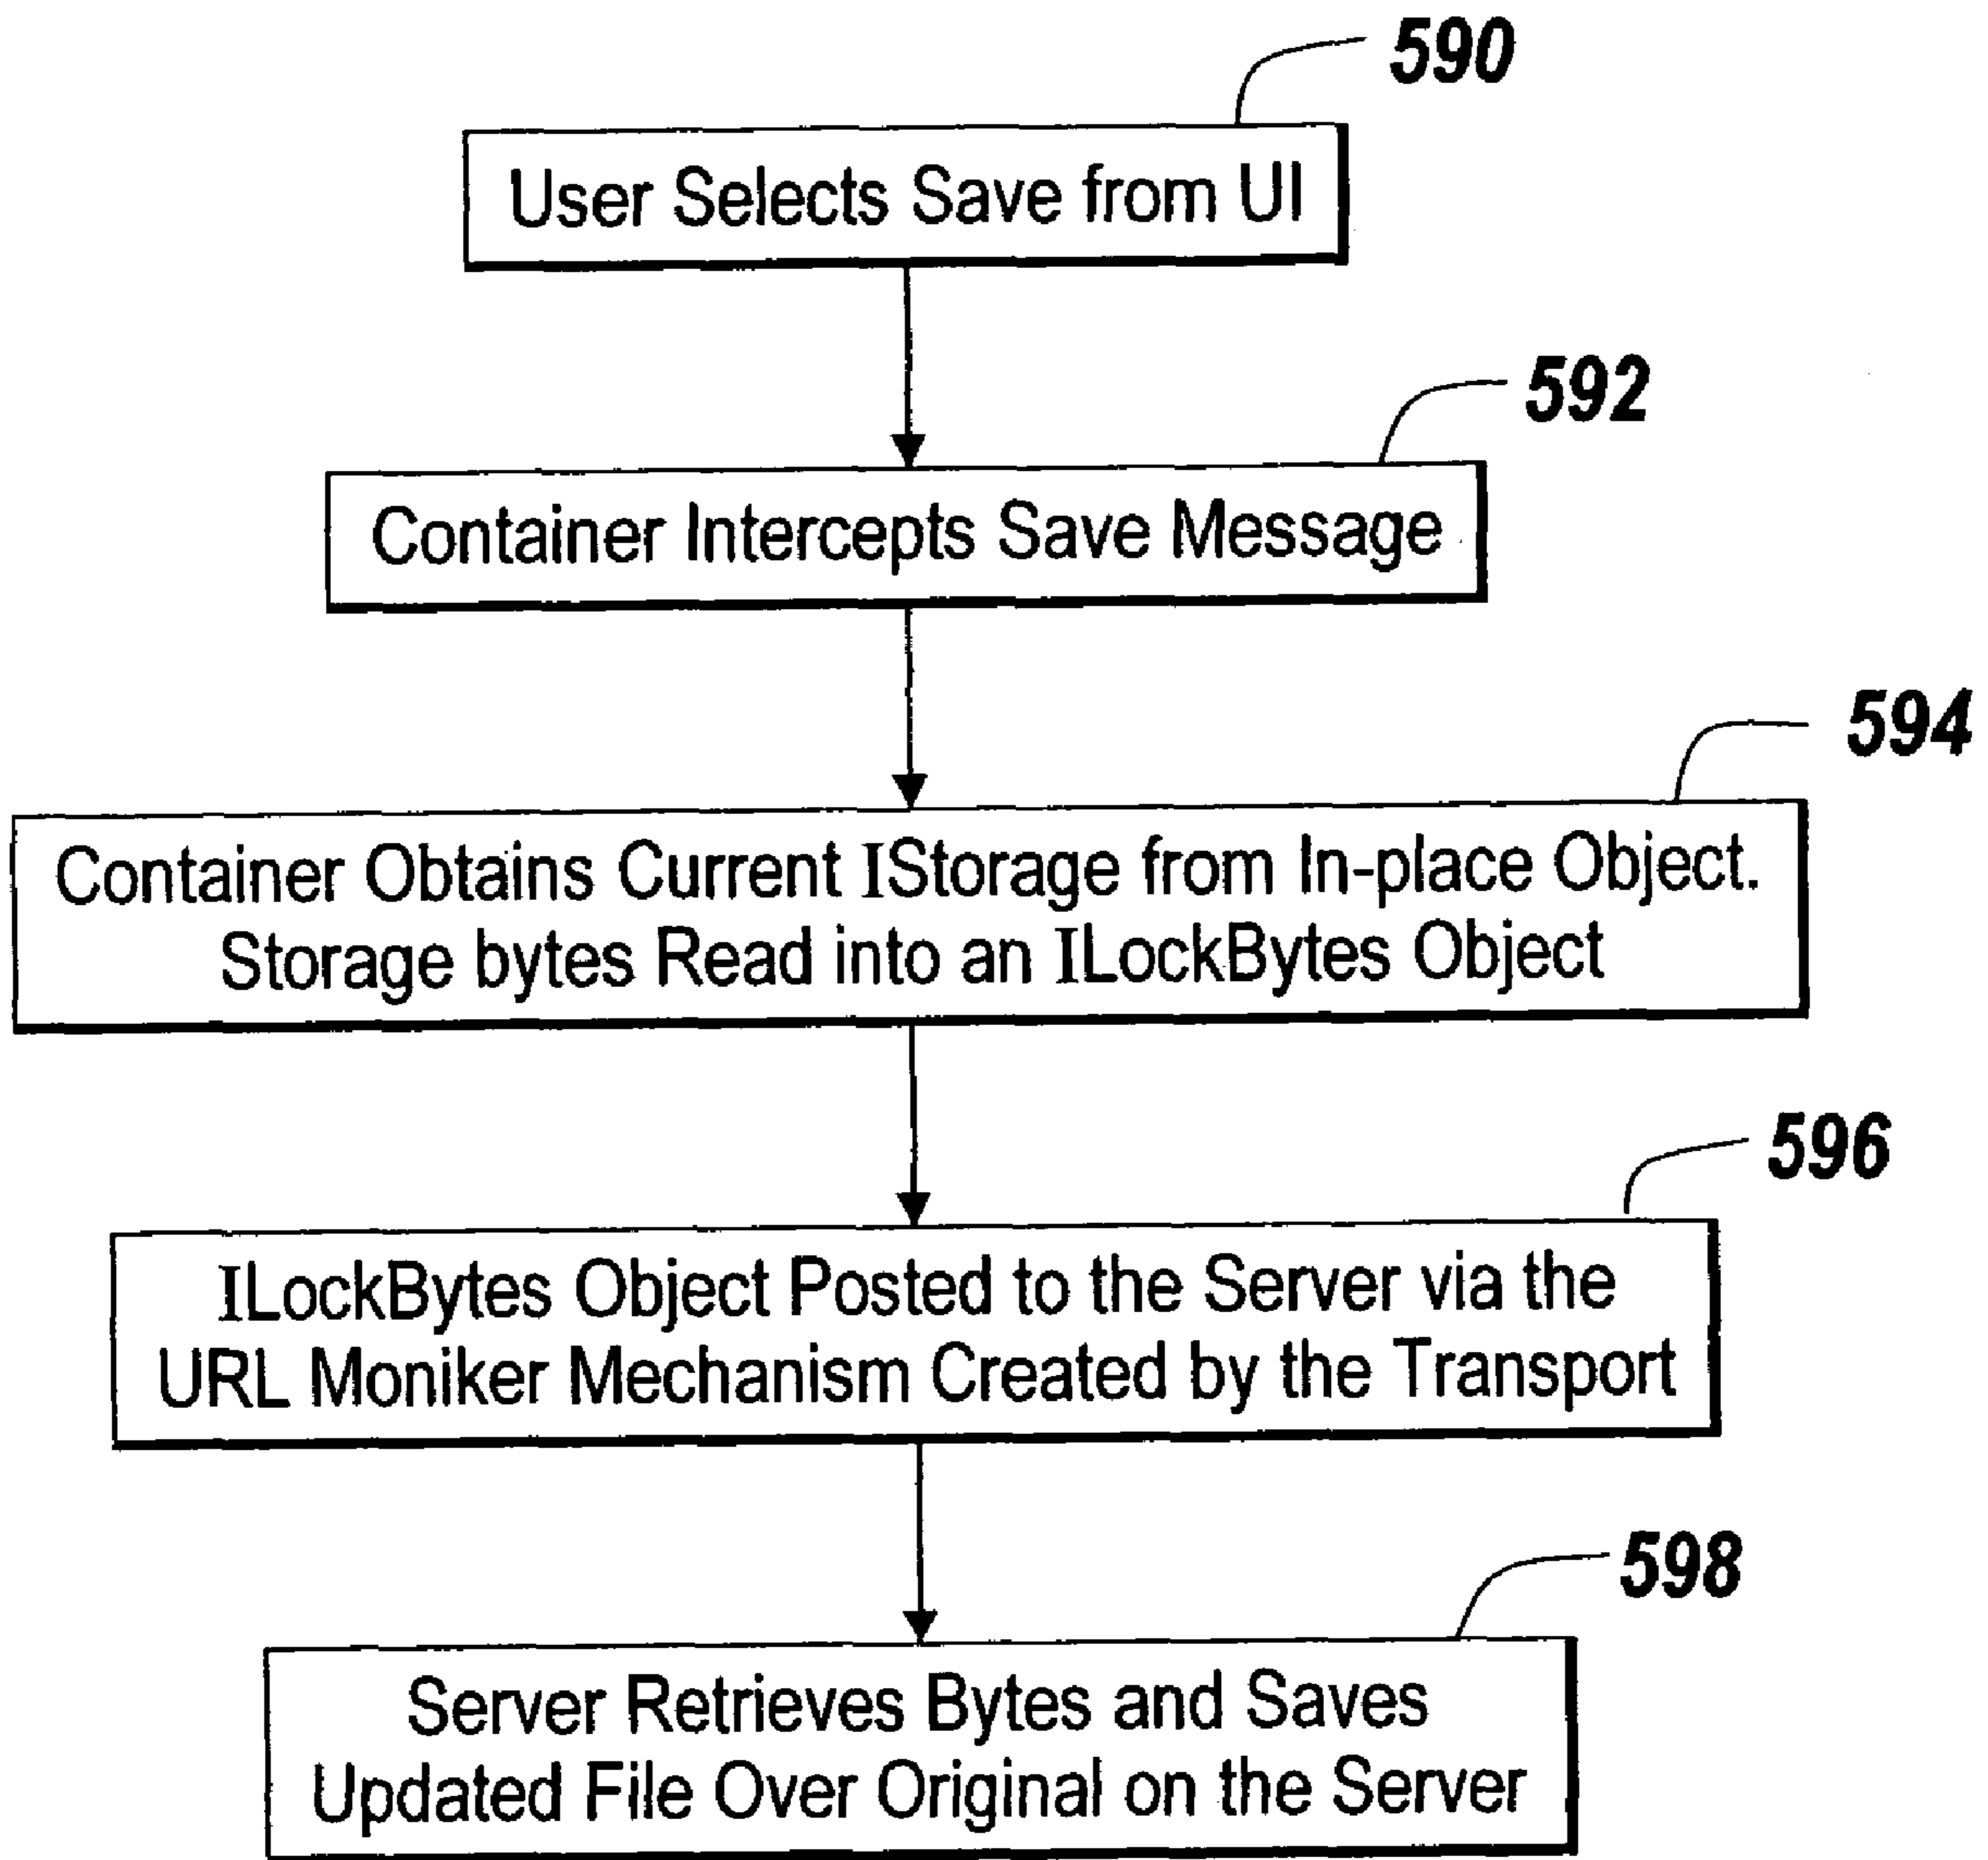 590
User Selects Save from UI
592
Container Intercepts Save Message
594
Container Obtains Current IStorage from In-place Object.
Storage bytes Read into an ILockBytes Object
596
ILockBytes Object Posted to the Server via the
URL Moniker Mechanism Created by the Transport
598
Server Retrieves Bytes and Saves
Updated File Over Original on the Server